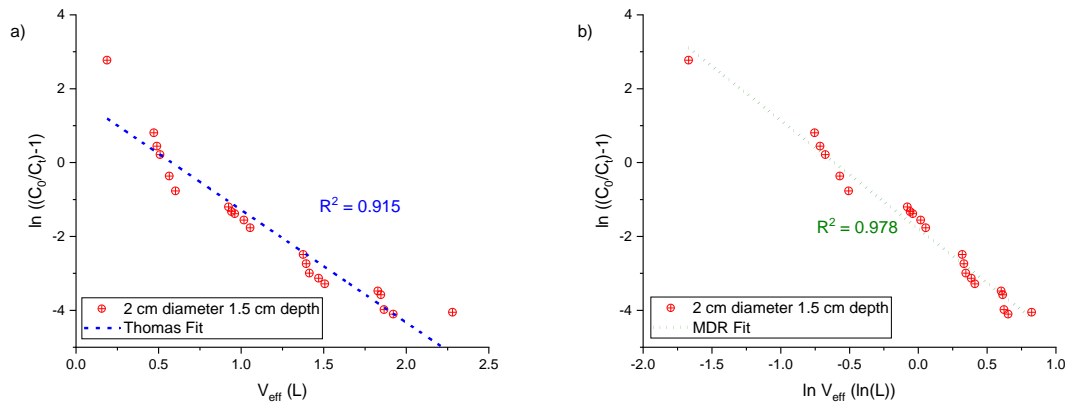 a)
ln ((C₀/Cₜ)-1)
4
2
0
-2
-4
R² = 0.915
2 cm diameter 1.5 cm depth
Thomas Fit
0.0 0.5 1.0 1.5 2.0 2.5
V_eff (L)
b)
ln ((C₀/Cₜ)-1)
4
2
0
-2
-4
R² = 0.978
2 cm diameter 1.5 cm depth
MDR Fit
-2.0 -1.5 -1.0 -0.5 0.0 0.5 1.0
ln V_eff (ln(L))